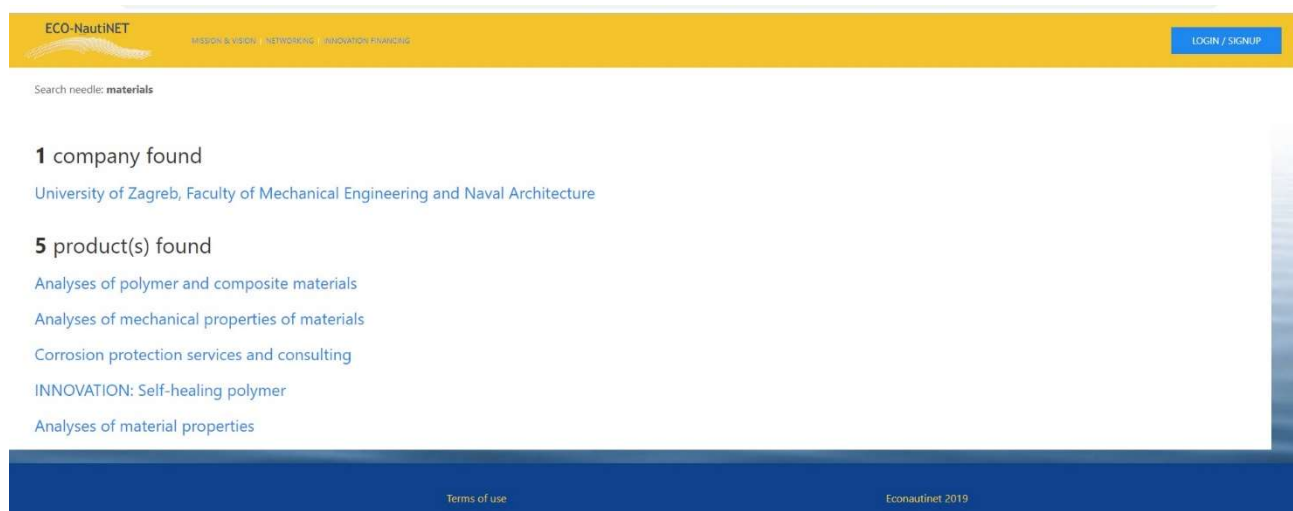 ECO-NautiNET
MISSION & VISION | NETWORKING | INNOVATION FINANCING
LOGIN / SIGNUP
Search needle: materials
1 company found
University of Zagreb, Faculty of Mechanical Engineering and Naval Architecture
5 product(s) found
Analyses of polymer and composite materials
Analyses of mechanical properties of materials
Corrosion protection services and consulting
INNOVATION: Self-healing polymer
Analyses of material properties
Terms of use
Econautinet 2019